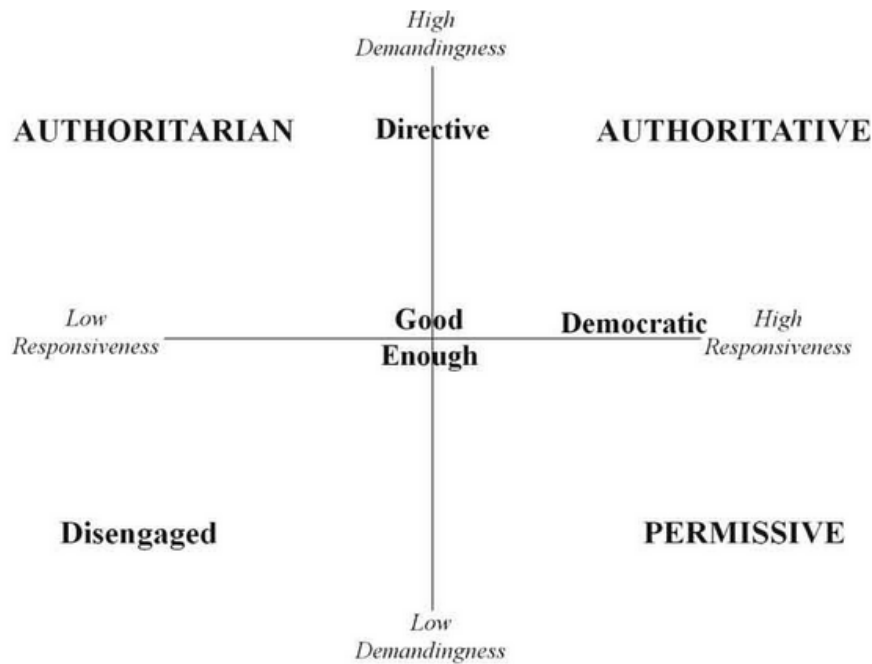 High
Demandingness
AUTHORITARIAN
Directive
AUTHORITATIVE
Low
Responsiveness
Good
Enough
Democratic
High
Responsiveness
Disengaged
PERMISSIVE
Low
Demandingness